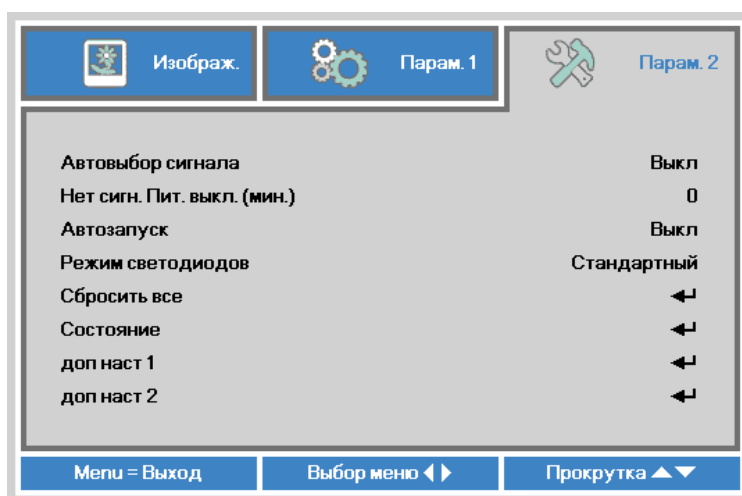 Изображ. Парам. 1 Парам. 2
Автовыбор сигнала Выкл
Нет сигн. Пит. выкл. (мин.) 0
Автозапуск Выкл
Режим светодиодов Стандартный
Сбросить все
Состояние
доп наст 1
доп наст 2
Menu = Выход Выбор меню Прокрутка